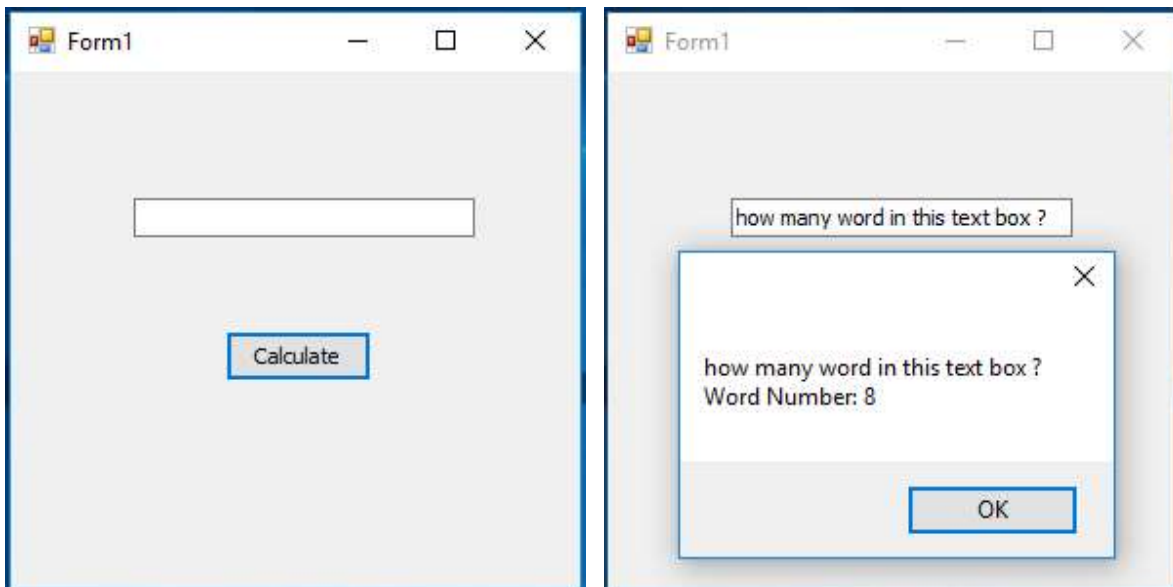 Form1
Calculate
Form1
how many word in this text box ?
how many word in this text box ?
Word Number: 8
OK